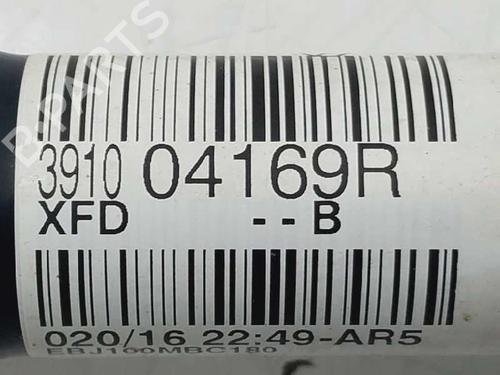 B-PARTS
3910 04169R
XFD --B
020/16 22:49-AR5
EBJ100MBC180